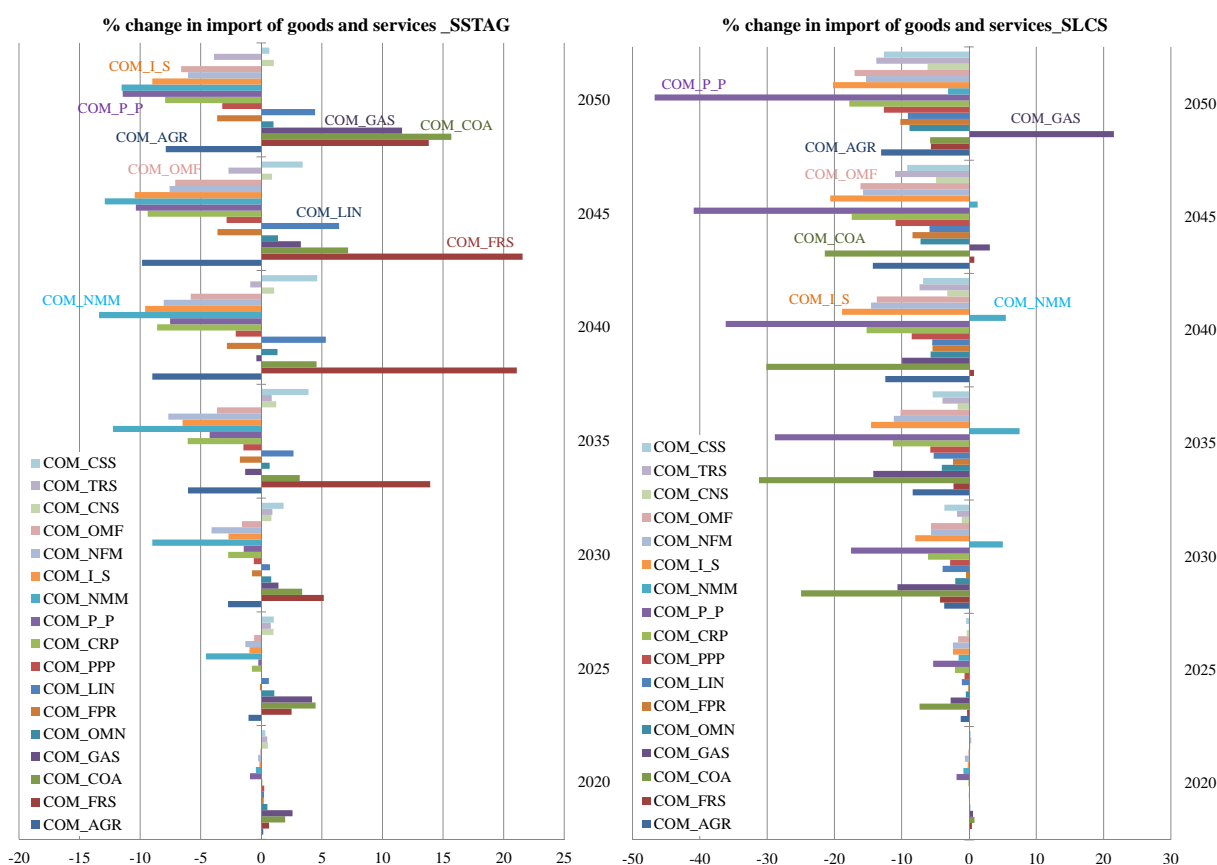 % change in import of goods and services _SSTAG
COM_I_S
COM_P_P
2050
COM_GAS
COM_COA
COM_AGR
COM_OMF
COM_LIN
2045
COM_FRS
COM_NMM
2040
2035
COM_CSS
COM_TRS
COM_CNS
COM_OMF
COM_NFM
2030
COM_I_S
COM_NMM
COM_P_P
COM_CRP
COM_PPP
2025
COM_LIN
COM_FPR
COM_OMN
COM_GAS
COM_COA
2020
COM_FRS
COM_AGR
-20 -15 -10 -5 0 5 10 15 20 25
% change in import of goods and services_SLCS
COM_P_P
2050
COM_GAS
COM_AGR
COM_OMF
2045
COM_COA
COM_I_S
COM_NMM
2040
2035
COM_CSS
COM_TRS
COM_CNS
COM_OMF
COM_NFM
2030
COM_I_S
COM_NMM
COM_P_P
COM_CRP
COM_PPP
2025
COM_LIN
COM_FPR
COM_OMN
COM_GAS
COM_COA
2020
COM_FRS
COM_AGR
-50 -40 -30 -20 -10 0 10 20 30